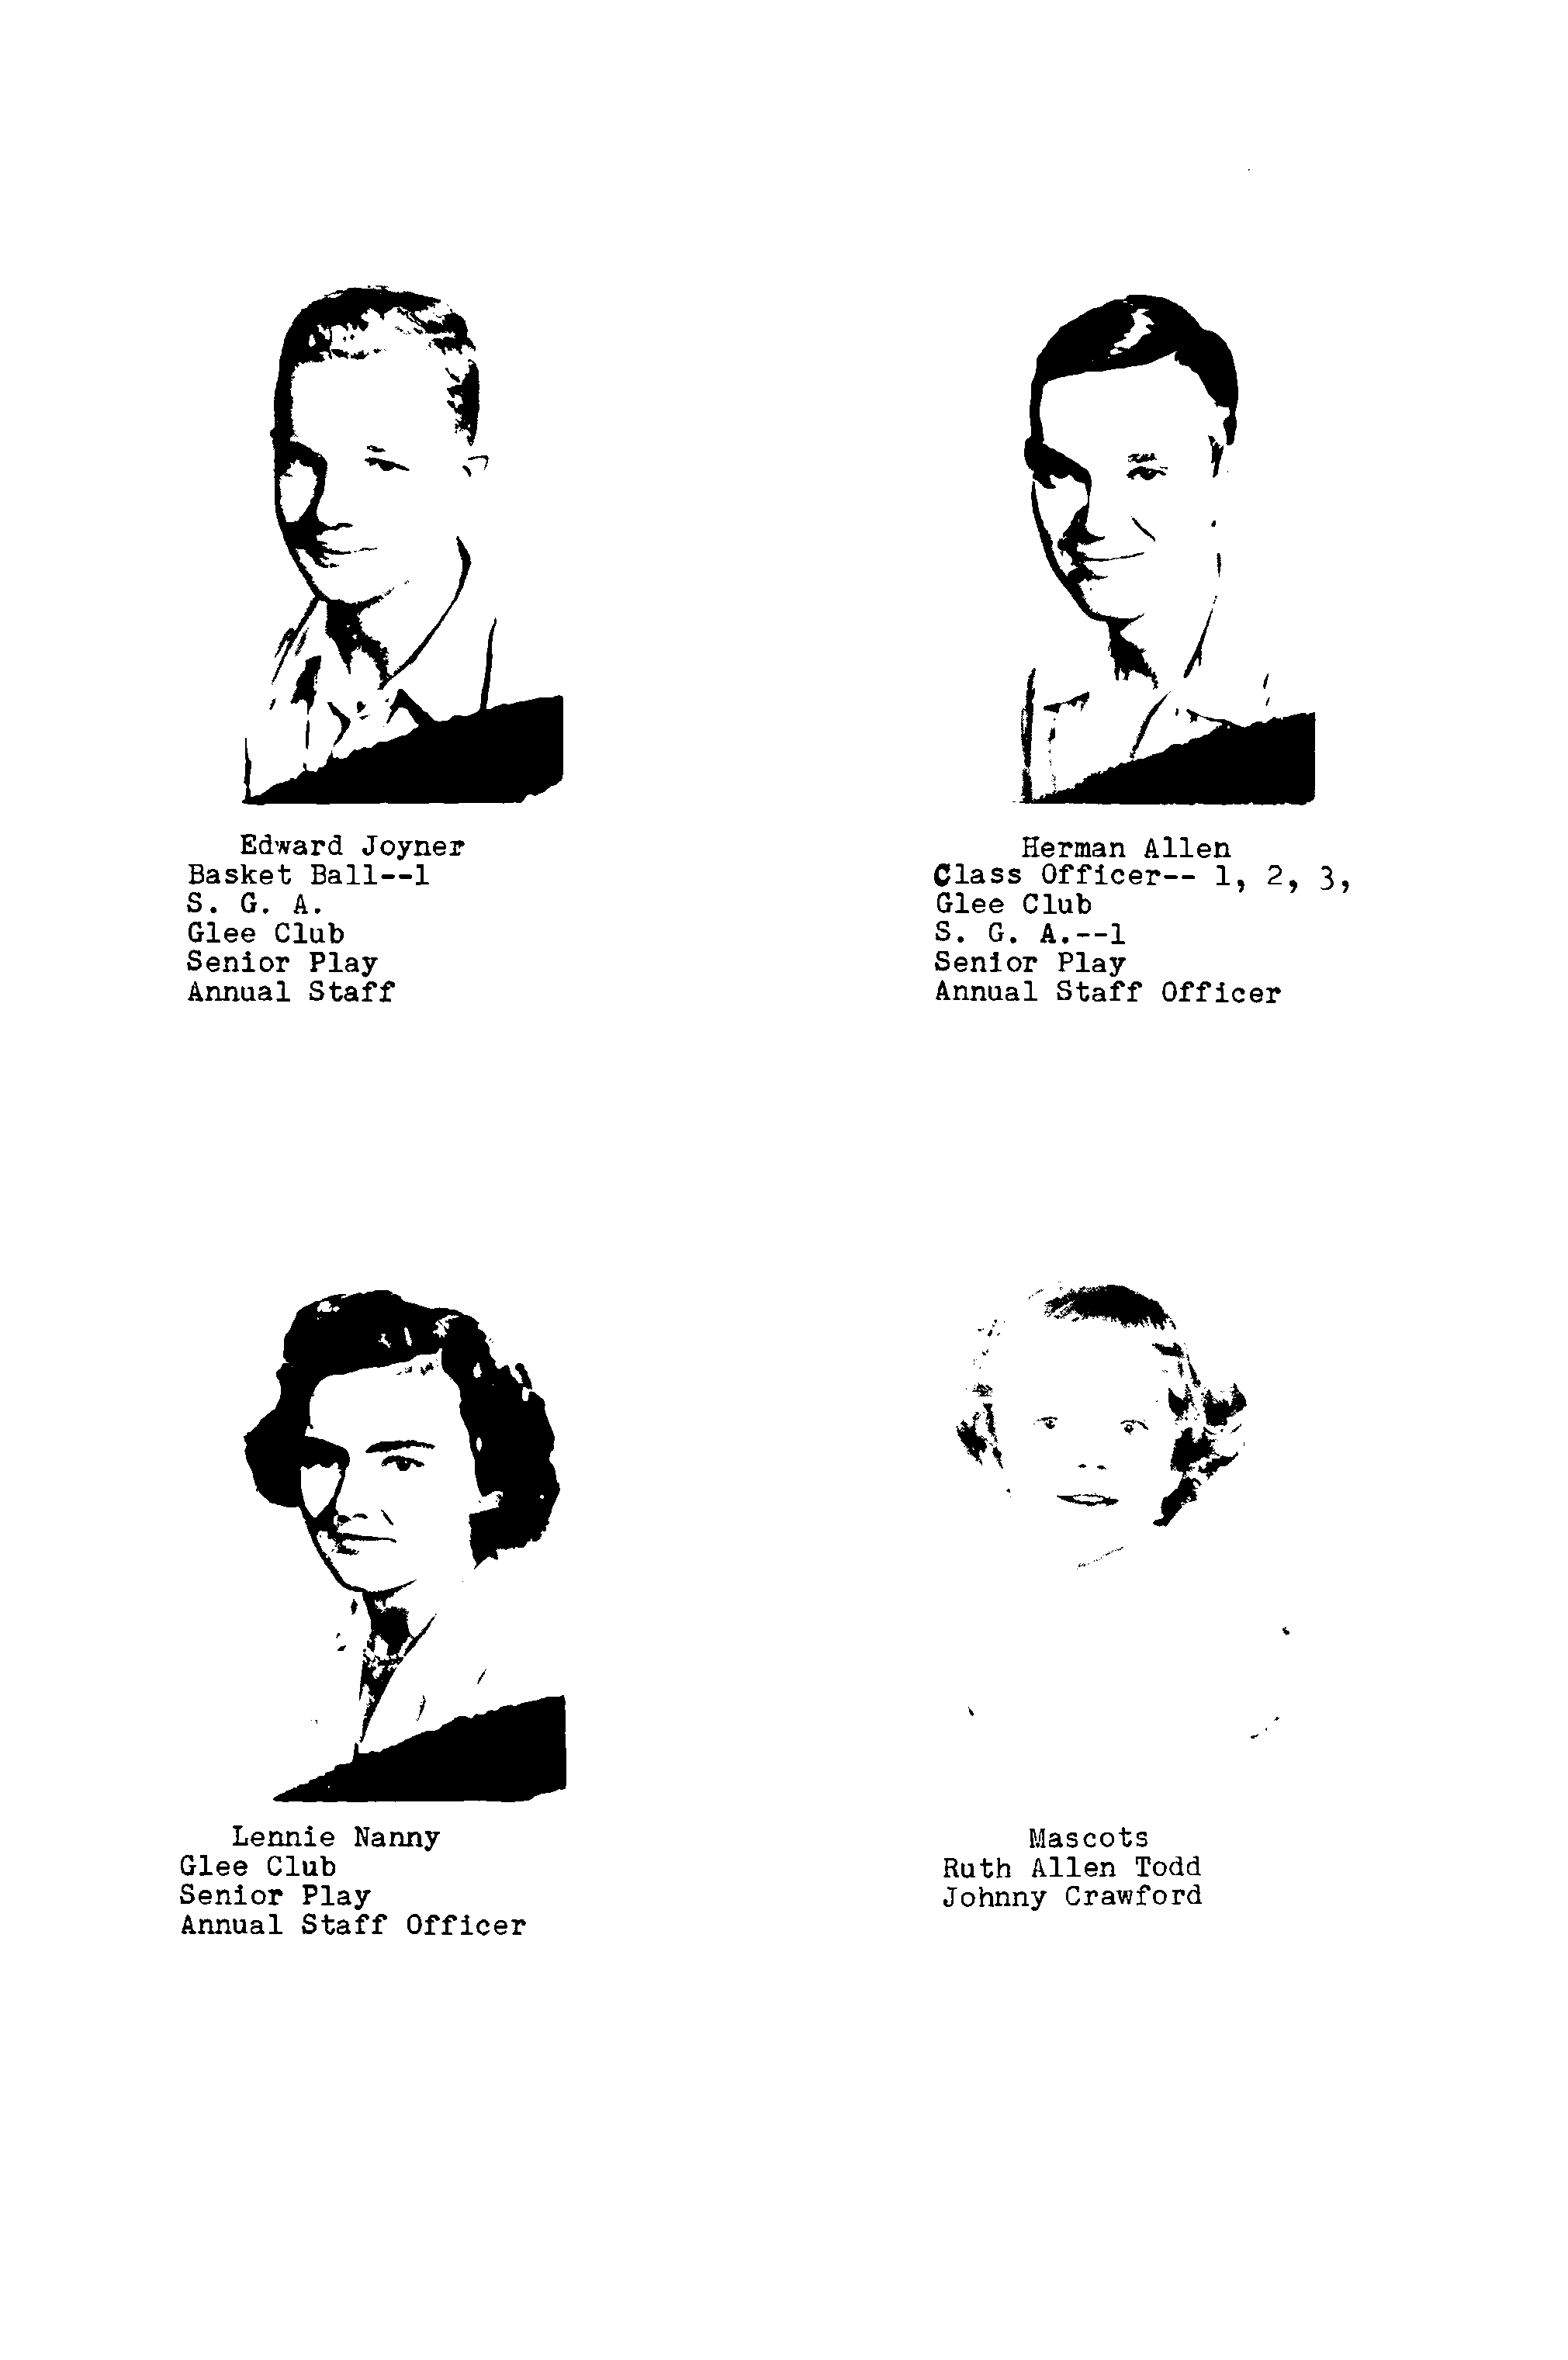 Edward Joyner
Basket Ball--1
S. G. A.
Glee Club
Senior Play
Annual Staff
Herman Allen
Class Officer-- 1, 2, 3,
Glee Club
S. G. A.--1
Senior Play
Annual Staff Officer
Lennie Nanny
Glee Club
Senior Play
Annual Staff Officer
Mascots
Ruth Allen Todd
Johnny Crawford